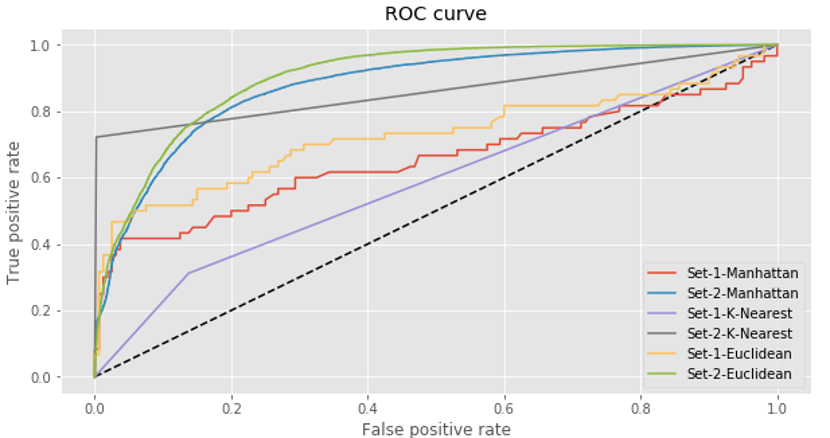 ROC curve
True positive rate
1.0
0.8
0.6
0.4
0.2
0.0
Set-1-Manhattan
Set-2-Manhattan
Set-1-K-Nearest
Set-2-K-Nearest
Set-1-Euclidean
Set-2-Euclidean
0.0 0.2 0.4 0.6 0.8 1.0
False positive rate